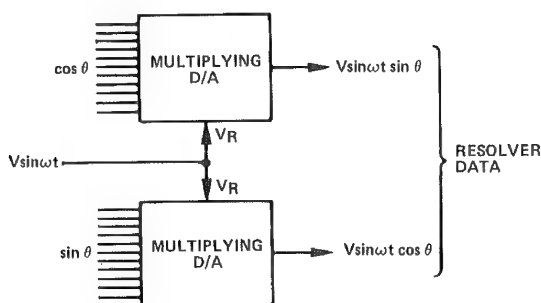 cos θ
MULTIPLYING
D/A
Vsinωt sin θ
VR
Vsinωt
VR
RESOLVER
DATA
sin θ
MULTIPLYING
D/A
Vsinωt cos θ